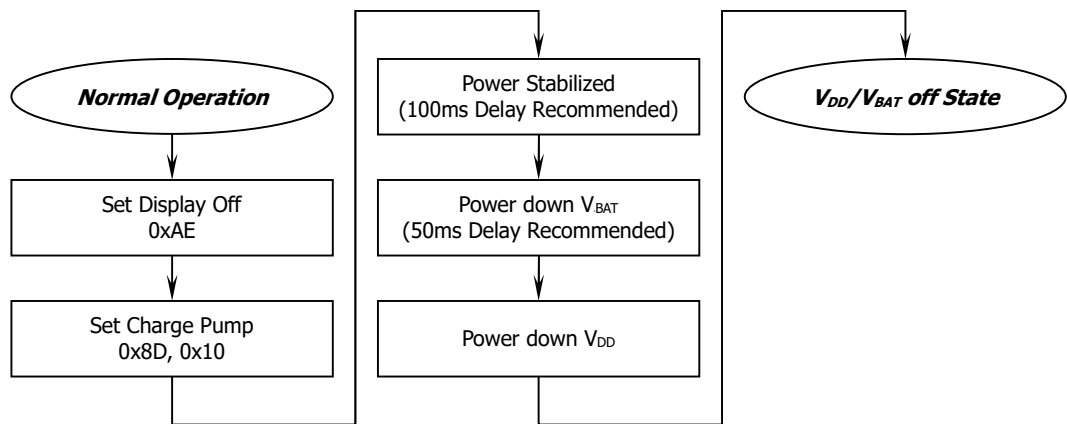 Normal Operation
Set Display Off
0xAE
Set Charge Pump
0x8D, 0x10
Power Stabilized
(100ms Delay Recommended)
Power down VBAT
(50ms Delay Recommended)
Power down VDD
VDD/VBAT off State